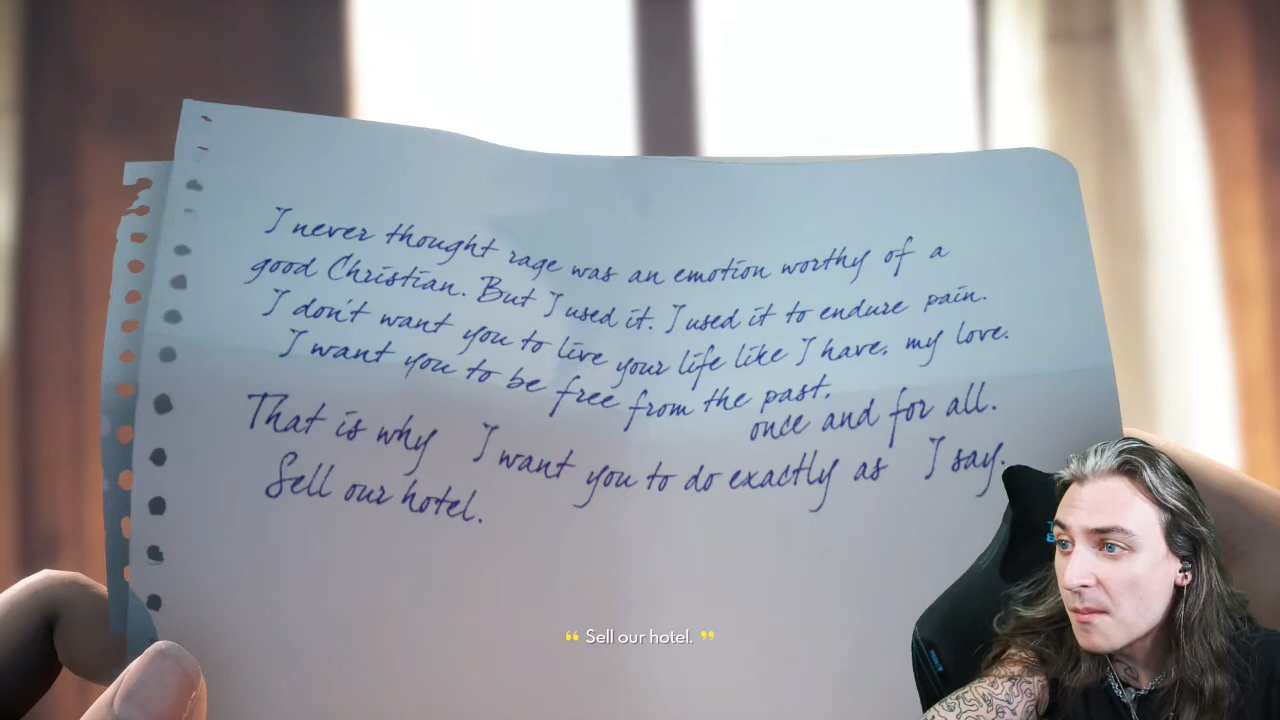 I never thought rage was an emotion worthy of a
good Christian. But I used it. I used it to endure pain.
I don't want you to live your life like I have, my love.
I want you to be free from the past,
once and for all.
That is why I want you to do exactly as I say.
Sell our hotel.
“ Sell our hotel. ”